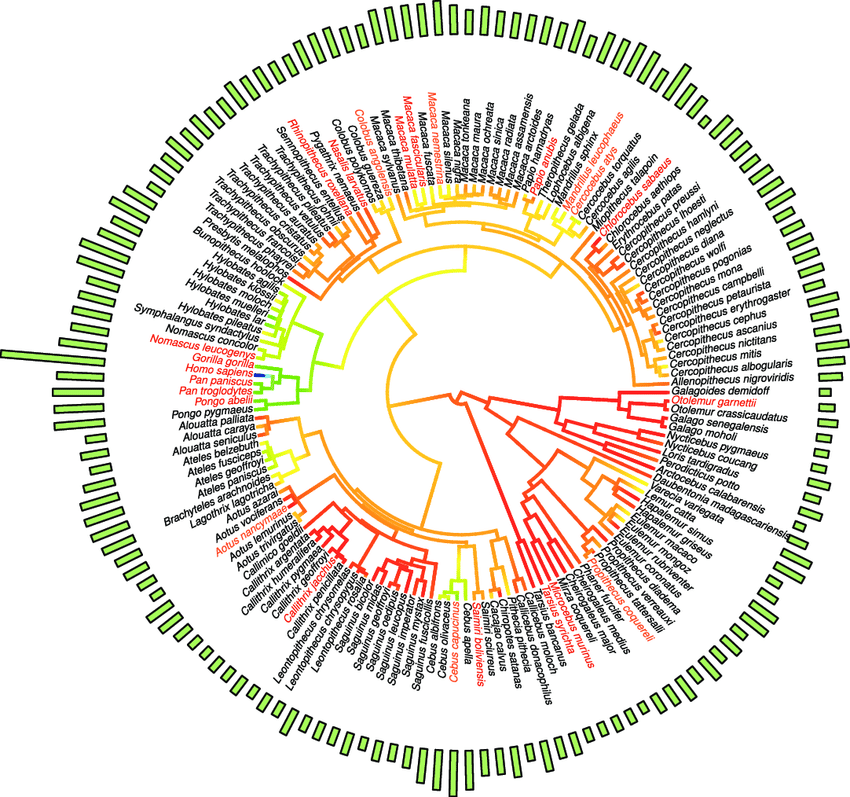 Macaca nemestrina
Macaca silenus
Macaca nigra
Macaca tonkeana
Macaca maura
Macaca ochreata
Macaca sinica
Macaca radiata
Macaca assamensis
Macaca arctoides
Papio hamadryas
Papio anubis
Theropithecus gelada
Lophocebus albigena
Mandrillus sphinx
Mandrillus leucophaeus
Cercocebus atys
Cercocebus torquatus
Cercocebus agilis
Miopithecus talapoin
Chlorocebus sabaeus
Chlorocebus aethiops
Erythrocebus patas
Cercopithecus preussi
Cercopithecus lhoesti
Cercopithecus hamlyni
Cercopithecus neglectus
Cercopithecus diana
Cercopithecus wolfi
Cercopithecus pogonias
Cercopithecus mona
Cercopithecus campbelli
Cercopithecus petaurista
Cercopithecus erythrogaster
Cercopithecus cephus
Cercopithecus ascanius
Cercopithecus nictitans
Cercopithecus mitis
Cercopithecus albogularis
Allenopithecus nigroviridis
Galagoides demidoff
Otolemur garnettii
Otolemur crassicaudatus
Galago senegalensis
Galago moholi
Nycticebus pygmaeus
Nycticebus coucang
Loris tardigradus
Perodicticus potto
Arctocebus calabarensis
Daubentonia madagascariensis
Varecia variegata
Lemur catta
Hapalemur simus
Hapalemur griseus
Eulemur macaco
Eulemur mongoz
Eulemur rubriventer
Eulemur coronatus
Propithecus diadema
Propithecus verreauxi
Propithecus tattersalli
Propithecus coquereli
Phaner furcifer
Cheirogaleus medius
Cheirogaleus major
Mirza coquereli
Microcebus murinus
Tarsius syrichta
Tarsius bancanus
Callicebus moloch
Callicebus donacophilus
Pithecia pithecia
Chiropotes satanas
Cacajao calvus
Saimiri sciureus
Saimiri boliviensis
Cebus apella
Cebus capucinus
Cebus olivaceus
Cebus albifrons
Saguinus fuscicollis
Saguinus mystax
Saguinus imperator
Saguinus leucopus
Saguinus oedipus
Saguinus geoffroyi
Saguinus midas
Saguinus bicolor
Leontopithecus rosalia
Leontopithecus chrysopygus
Leontopithecus chrysomelas
Callithrix penicillata
Callithrix jacchus
Callithrix geoffroyi
Callithrix pygmaea
Callithrix humeralifera
Callithrix argentata
Callimico goeldii
Aotus trivirgatus
Aotus lemurinus
Aotus nancymaae
Aotus vociferans
Aotus azarai
Lagothrix lagotricha
Brachyteles arachnoides
Ateles paniscus
Ateles geoffroyi
Ateles fusciceps
Ateles belzebuth
Alouatta seniculus
Alouatta caraya
Alouatta palliata
Pongo pygmaeus
Pongo abelii
Pan troglodytes
Pan paniscus
Homo sapiens
Gorilla gorilla
Nomascus leucogenys
Nomascus concolor
Symphalangus syndactylus
Hylobates pileatus
Hylobates lar
Hylobates muelleri
Hylobates moloch
Hylobates klossii
Hylobates agilis
Bunopithecus hoolock
Presbytis melalophos
Trachypithecus phayrei
Trachypithecus francoisi
Trachypithecus obscurus
Trachypithecus cristatus
Trachypithecus auratus
Trachypithecus vetulus
Trachypithecus pileatus
Trachypithecus johnii
Semnopithecus entellus
Rhinopithecus roxellana
Pygathrix nemaeus
Nasalis larvatus
Colobus polykomos
Colobus guereza
Colobus angolensis
Macaca sylvanus
Macaca thibetana
Macaca mulatta
Macaca fascicularis
Macaca fuscata